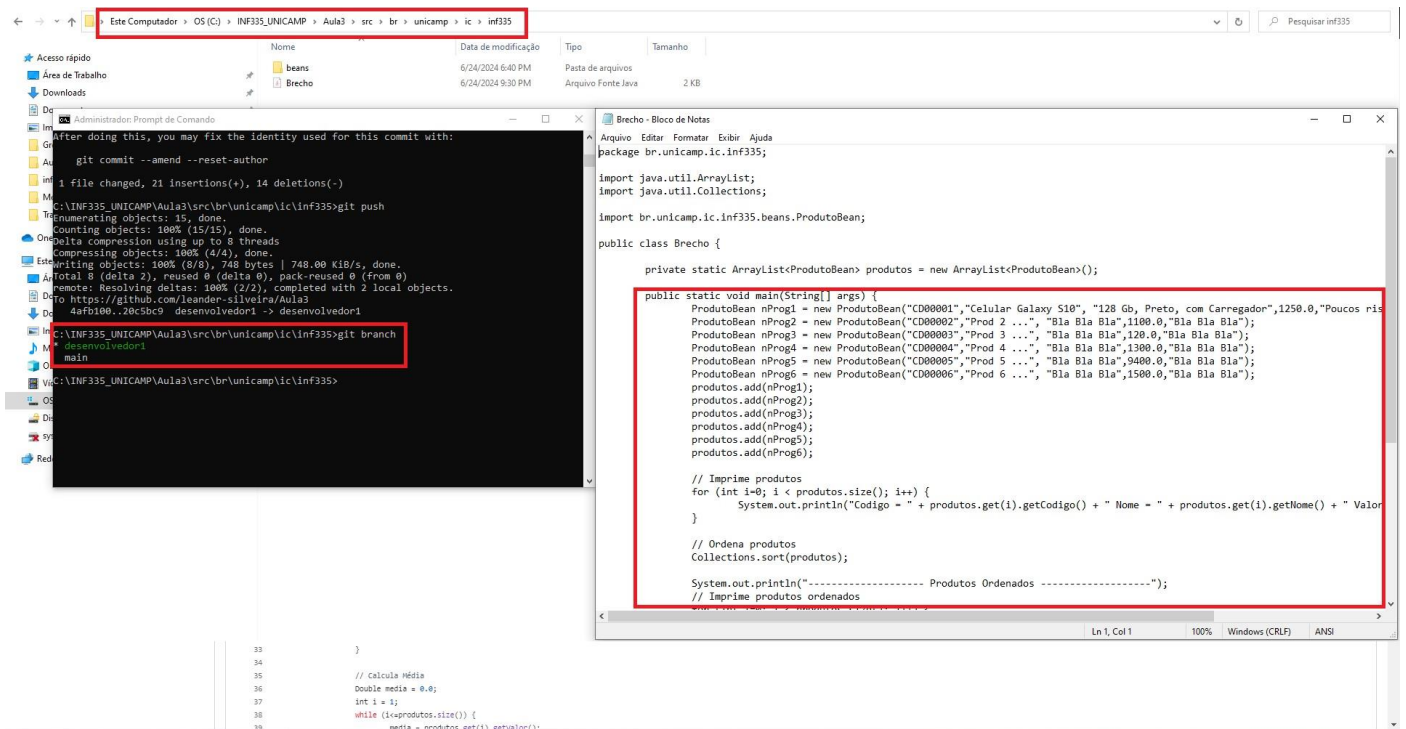 Este Computador > OS (C:) > INF335_UNICAMP > Aula3 > src > br > unicamp > ic > inf335
Pesquisar inf335
Nome Data de modificação Tipo Tamanho
Acesso rápido
Área de Trabalho
Downloads
beans 6/24/2024 6:40 PM Pasta de arquivos
Brecho 6/24/2024 9:30 PM Arquivo Fonte Java 2 KB
Administrador: Prompt de Comando
After doing this, you may fix the identity used for this commit with:
git commit --amend --reset-author
1 file changed, 21 insertions(+), 14 deletions(-)
C:\INF335_UNICAMP\Aula3\src\br\unicamp\ic\inf335>git push
Enumerating objects: 15, done.
Counting objects: 100% (15/15), done.
Delta compression using up to 8 threads
Compressing objects: 100% (4/4), done.
Writing objects: 100% (8/8), 748 bytes | 748.00 KiB/s, done.
Total 8 (delta 2), reused 0 (delta 0), pack-reused 0 (from 0)
remote: Resolving deltas: 100% (2/2), completed with 2 local objects.
To https://github.com/leander-silveira/Aula3
4afb100..20c5bc9 desenvolvedor1 -> desenvolvedor1
C:\INF335_UNICAMP\Aula3\src\br\unicamp\ic\inf335>git branch
* desenvolvedor1
main
C:\INF335_UNICAMP\Aula3\src\br\unicamp\ic\inf335>
Brecho - Bloco de Notas
Arquivo Editar Formatar Exibir Ajuda
package br.unicamp.ic.inf335;
import java.util.ArrayList;
import java.util.Collections;
import br.unicamp.ic.inf335.beans.ProdutoBean;
public class Brecho {
private static ArrayList<ProdutoBean> produtos = new ArrayList<ProdutoBean>();
public static void main(String[] args) {
ProdutoBean nProg1 = new ProdutoBean("CD00001","Celular Galaxy S10", "128 Gb, Preto, com Carregador",1250.0,"Poucos ris
ProdutoBean nProg2 = new ProdutoBean("CD00002","Prod 2 ...", "Bla Bla Bla",1100.0,"Bla Bla Bla");
ProdutoBean nProg3 = new ProdutoBean("CD00003","Prod 3 ...", "Bla Bla Bla",120.0,"Bla Bla Bla");
ProdutoBean nProg4 = new ProdutoBean("CD00004","Prod 4 ...", "Bla Bla Bla",1300.0,"Bla Bla Bla");
ProdutoBean nProg5 = new ProdutoBean("CD00005","Prod 5 ...", "Bla Bla Bla",9400.0,"Bla Bla Bla");
ProdutoBean nProg6 = new ProdutoBean("CD00006","Prod 6 ...", "Bla Bla Bla",1500.0,"Bla Bla Bla");
produtos.add(nProg1);
produtos.add(nProg2);
produtos.add(nProg3);
produtos.add(nProg4);
produtos.add(nProg5);
produtos.add(nProg6);
// Imprime produtos
for (int i=0; i < produtos.size(); i++) {
System.out.println("Codigo = " + produtos.get(i).getCodigo() + " Nome = " + produtos.get(i).getNome() + " Valor
}
// Ordena produtos
Collections.sort(produtos);
System.out.println("------------------- Produtos Ordenados ------------------");
// Imprime produtos ordenados
Ln 1, Col 1 100% Windows (CRLF) ANSI
33 }
34
35 // Calcula Média
36 Double media = 0.0;
37 int i = 1;
38 while (i<=produtos.size()) {
39 media = produtos.get(i).getValor();